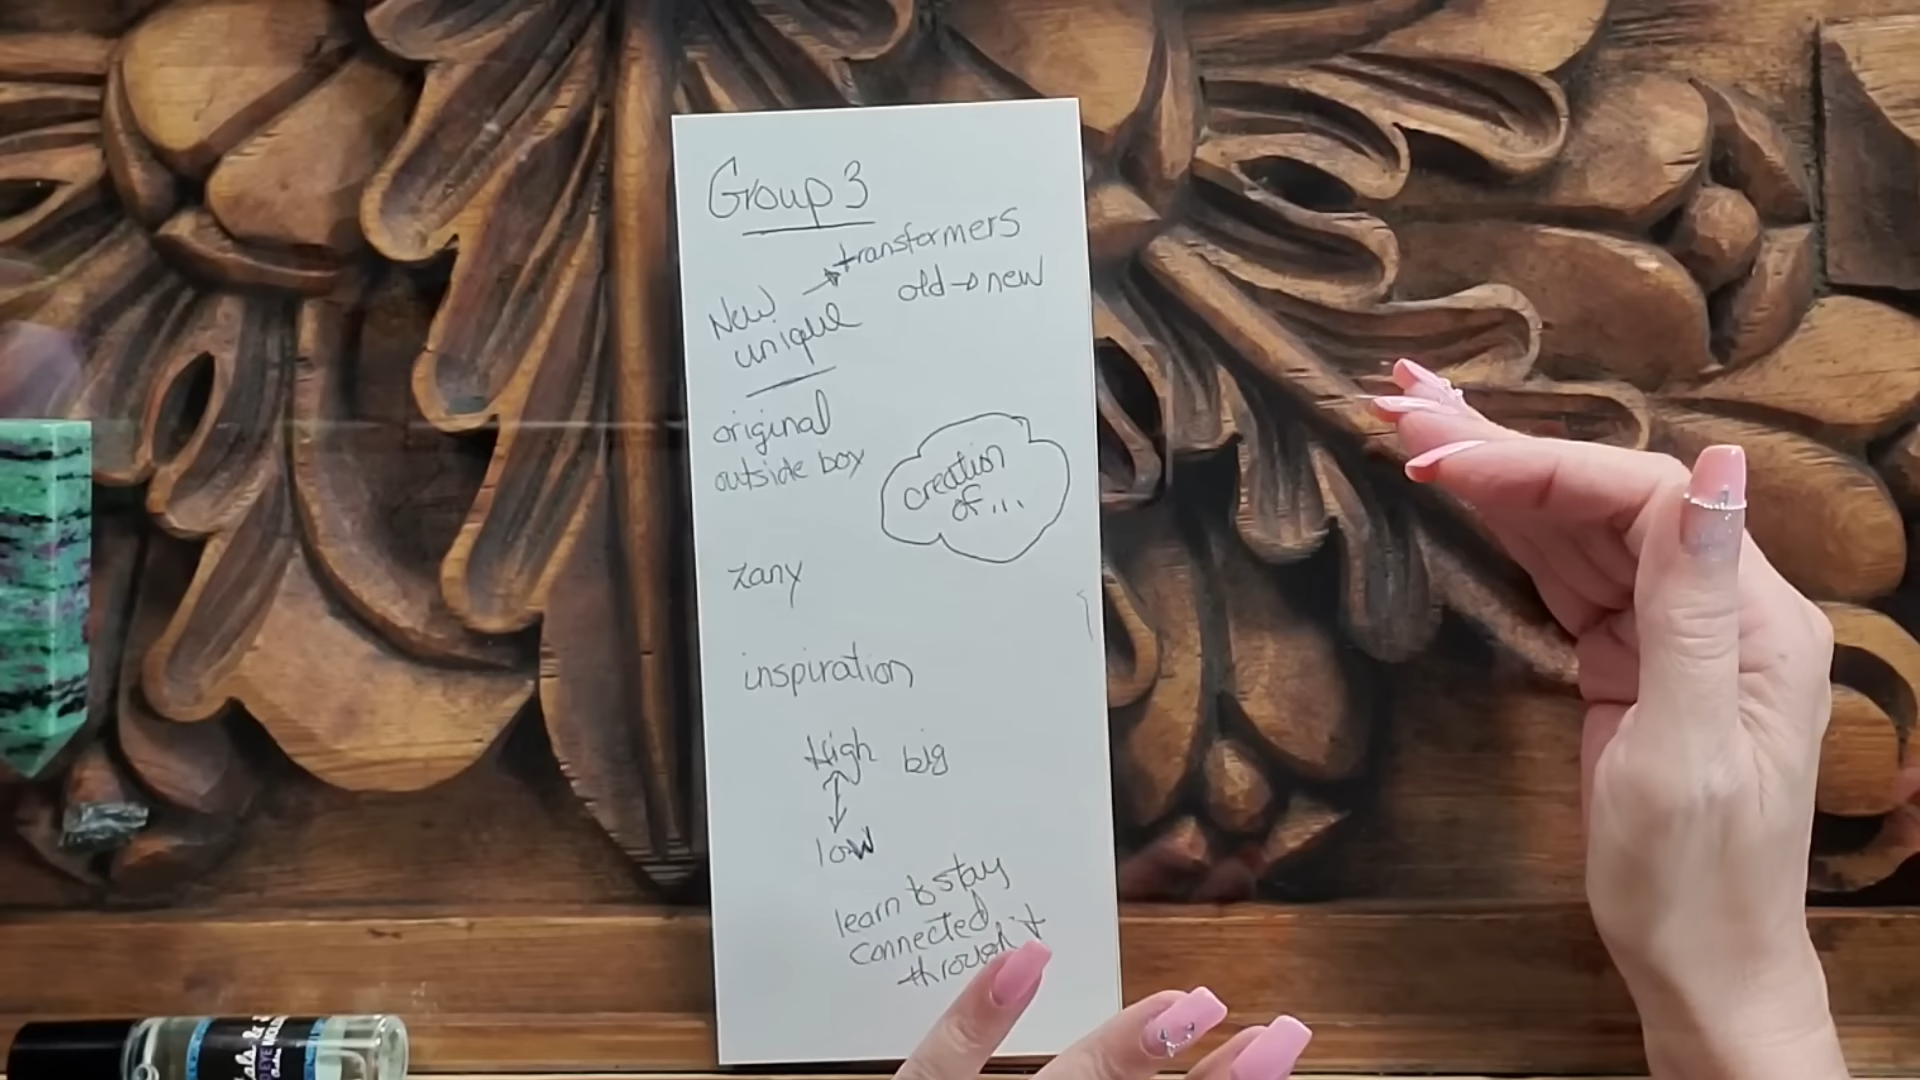 Group 3
transformers
old → new
New
unique
original
outside box
creation
of...
zany
inspiration
High big
low
learn to stay
connected
through it